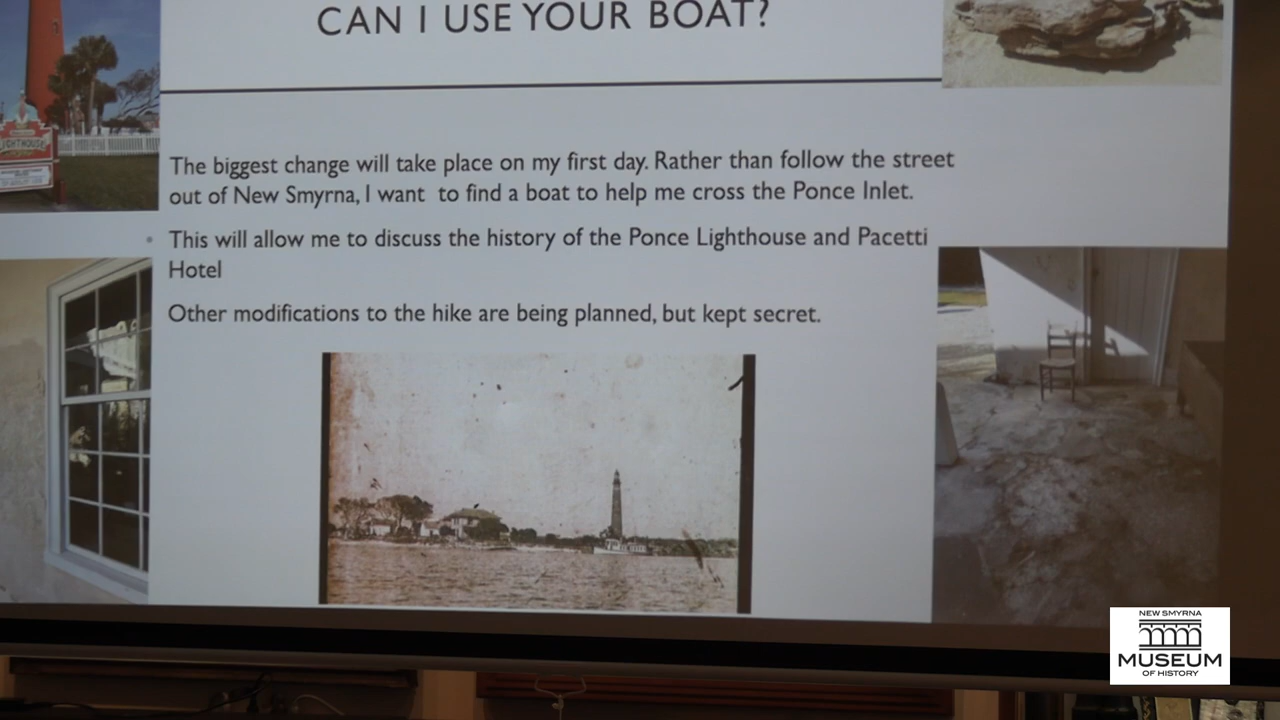 CAN I USE YOUR BOAT?
LIGHTHOUSE
The biggest change will take place on my first day. Rather than follow the street
out of New Smyrna, I want to find a boat to help me cross the Ponce Inlet.
This will allow me to discuss the history of the Ponce Lighthouse and Pacetti
Hotel
Other modifications to the hike are being planned, but kept secret.
NEW SMYRNA
MUSEUM
OF HISTORY